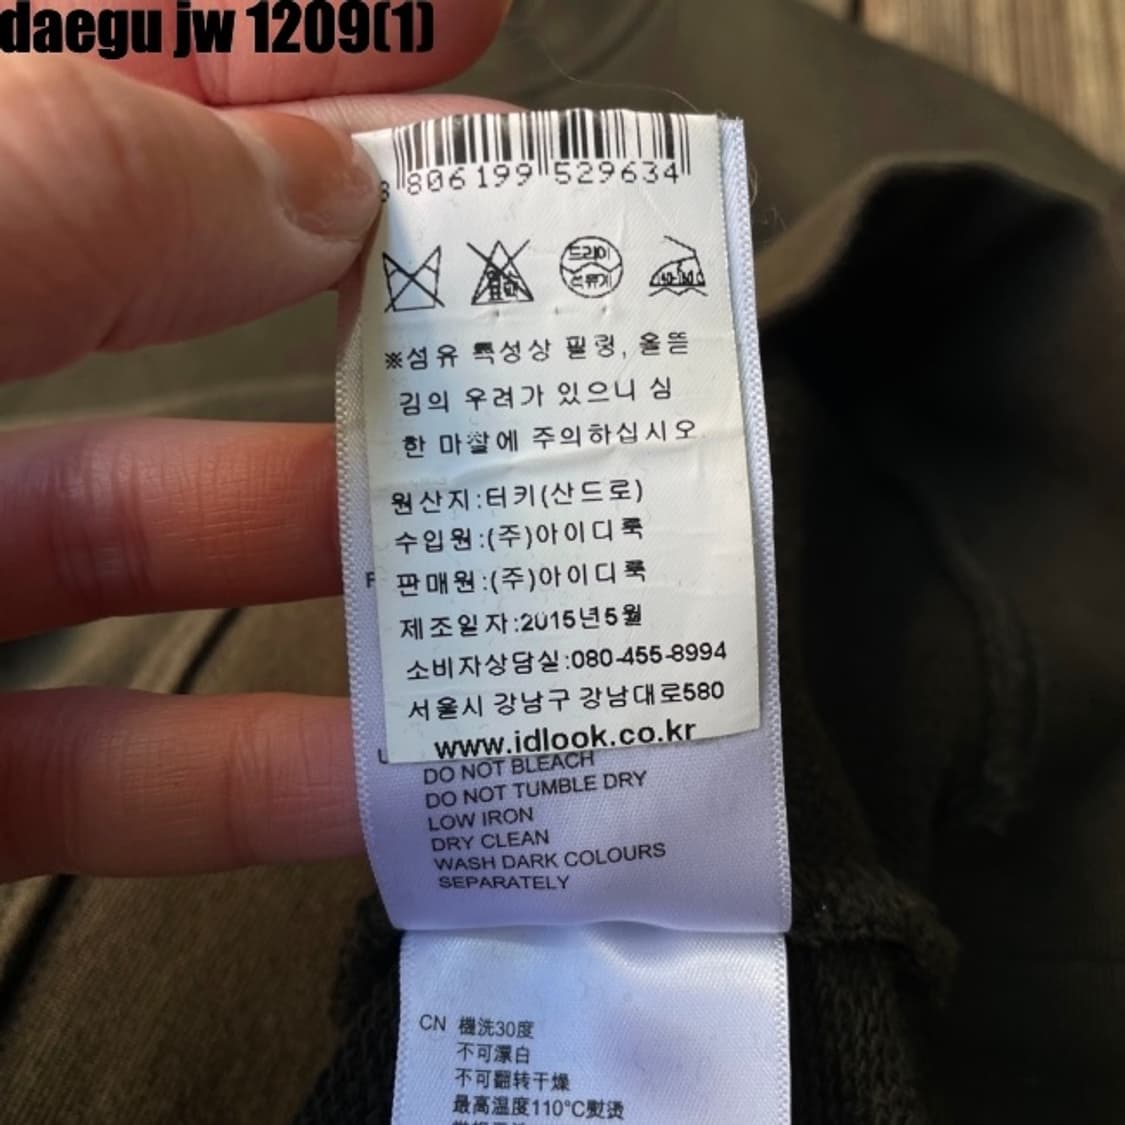 daegu jw 1209(1)
8 806199 529634
드라이
석유계
※섬유 특성상 필링, 올뜯
김의 우려가 있으니 심
한 마찰에 주의하십시오
원산지:터키(산드로)
수입원:(주)아이디룩
판매원:(주)아이디룩
제조일자:2015년5월
소비자상담실:080-455-8994
서울시 강남구 강남대로580
www.idlook.co.kr
DO NOT BLEACH
DO NOT TUMBLE DRY
LOW IRON
DRY CLEAN
WASH DARK COLOURS
SEPARATELY
CN 機洗30度
不可漂白
不可翻转干燥
最高温度110°C熨烫